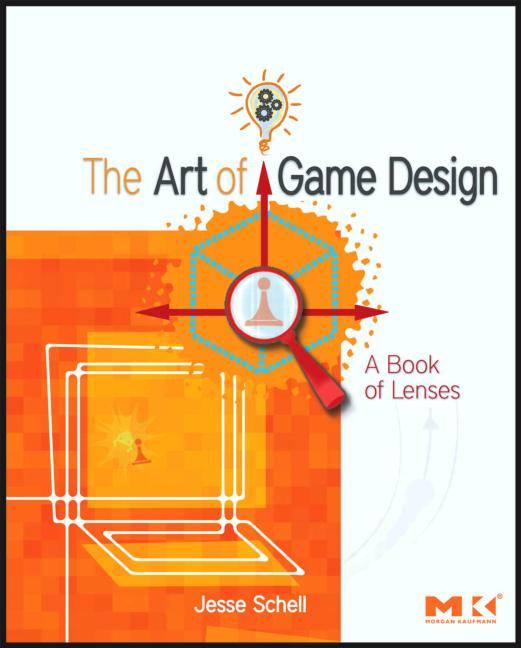 The Art of Game Design
A Book
of Lenses
Jesse Schell
MK
MORGAN KAUFMANN